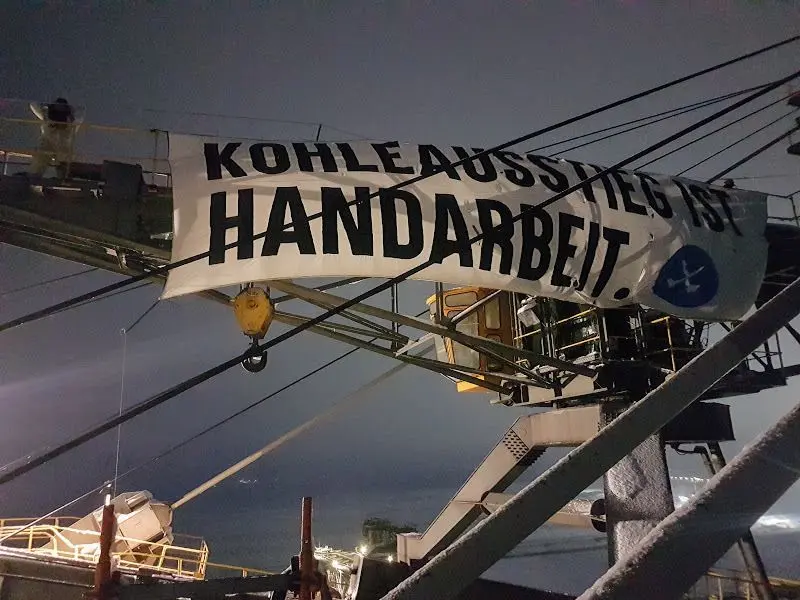 KOHLEAUSSTIEG IST
HANDARBEIT.